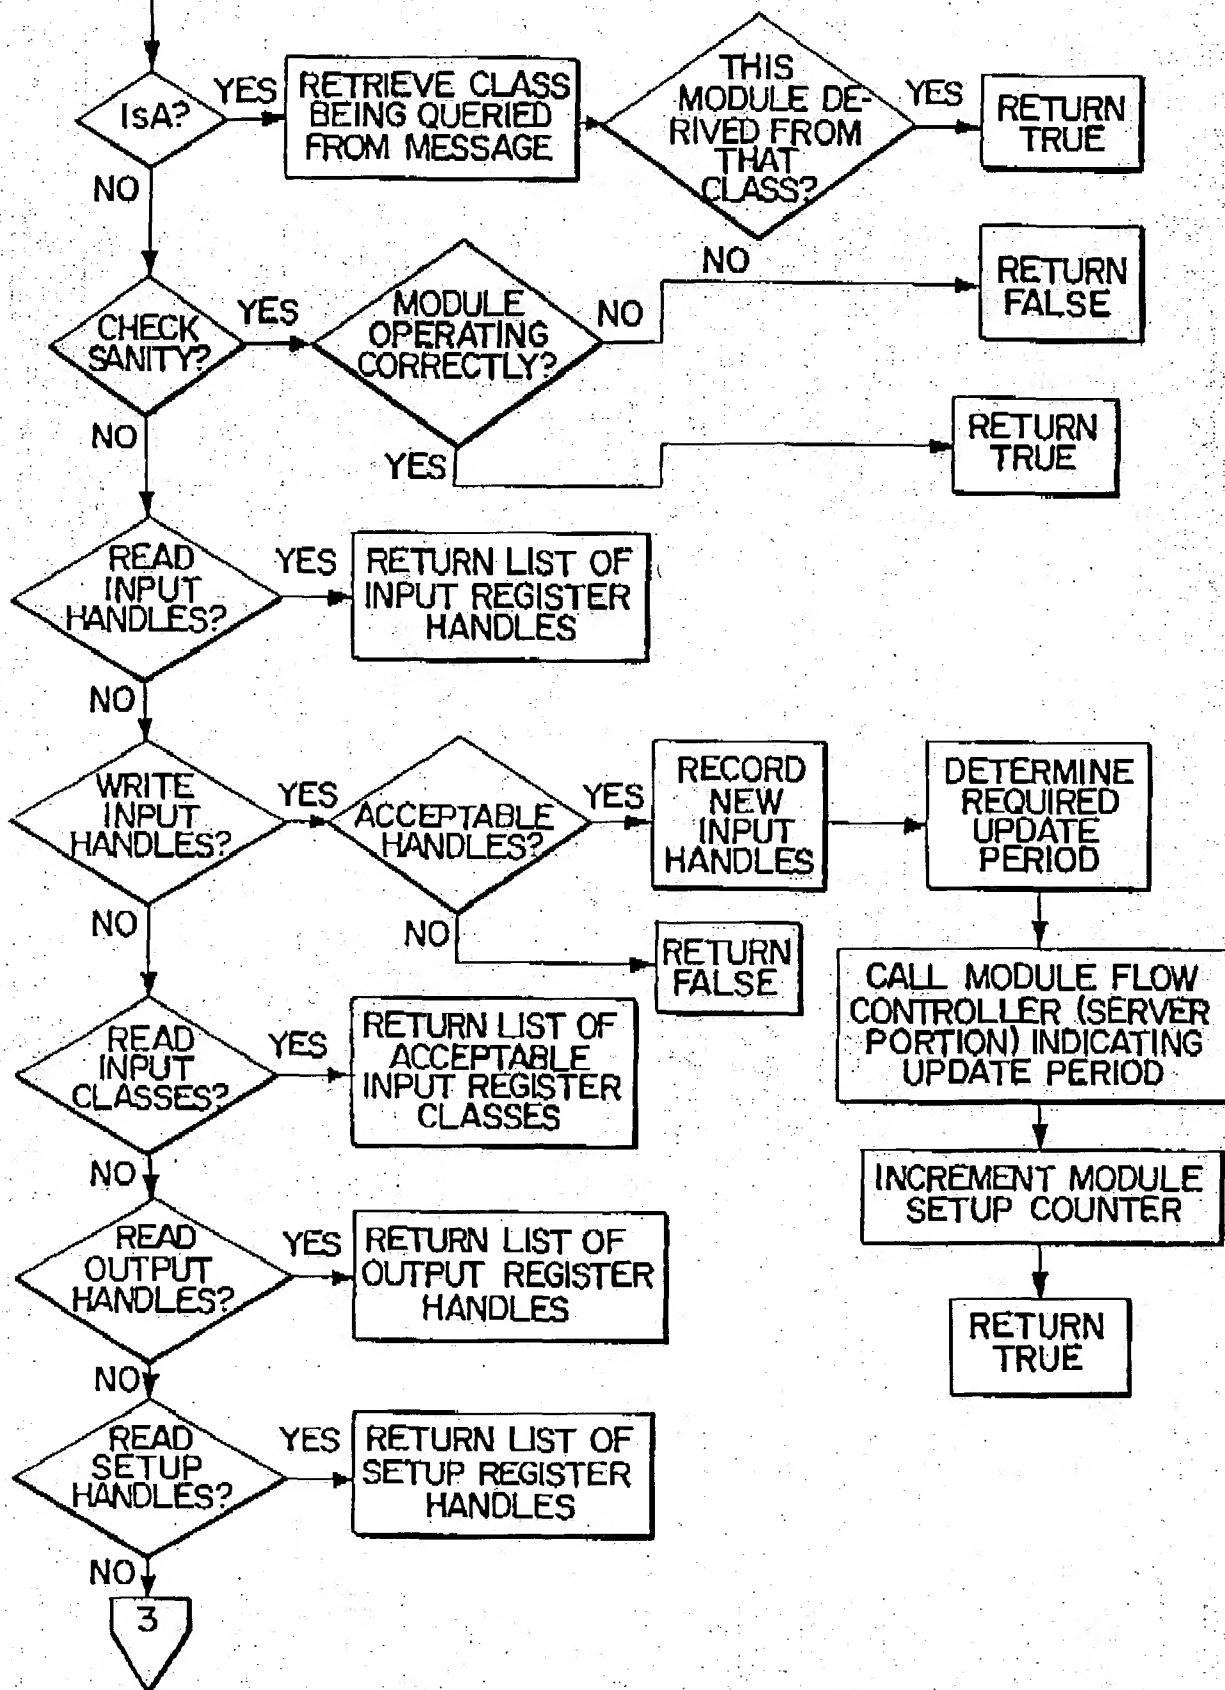 IsA?
YES
RETRIEVE CLASS
BEING QUERIED
FROM MESSAGE
THIS
MODULE DE-
RIVED FROM
THAT
CLASS?
YES
RETURN
TRUE
NO
NO
RETURN
FALSE
CHECK
SANITY?
YES
MODULE
OPERATING
CORRECTLY?
NO
NO
YES
RETURN
TRUE
READ
INPUT
HANDLES?
YES
RETURN LIST OF
INPUT REGISTER
HANDLES
NO
WRITE
INPUT
HANDLES?
YES
ACCEPTABLE
HANDLES?
YES
RECORD
NEW
INPUT
HANDLES
DETERMINE
REQUIRED
UPDATE
PERIOD
NO
NO
RETURN
FALSE
CALL MODULE FLOW
CONTROLLER (SERVER
PORTION) INDICATING
UPDATE PERIOD
READ
INPUT
CLASSES?
YES
RETURN LIST OF
ACCEPTABLE
INPUT REGISTER
CLASSES
NO
INCREMENT MODULE
SETUP COUNTER
READ
OUTPUT
HANDLES?
YES
RETURN LIST OF
OUTPUT REGISTER
HANDLES
RETURN
TRUE
NO
READ
SETUP
HANDLES?
YES
RETURN LIST OF
SETUP REGISTER
HANDLES
NO
3